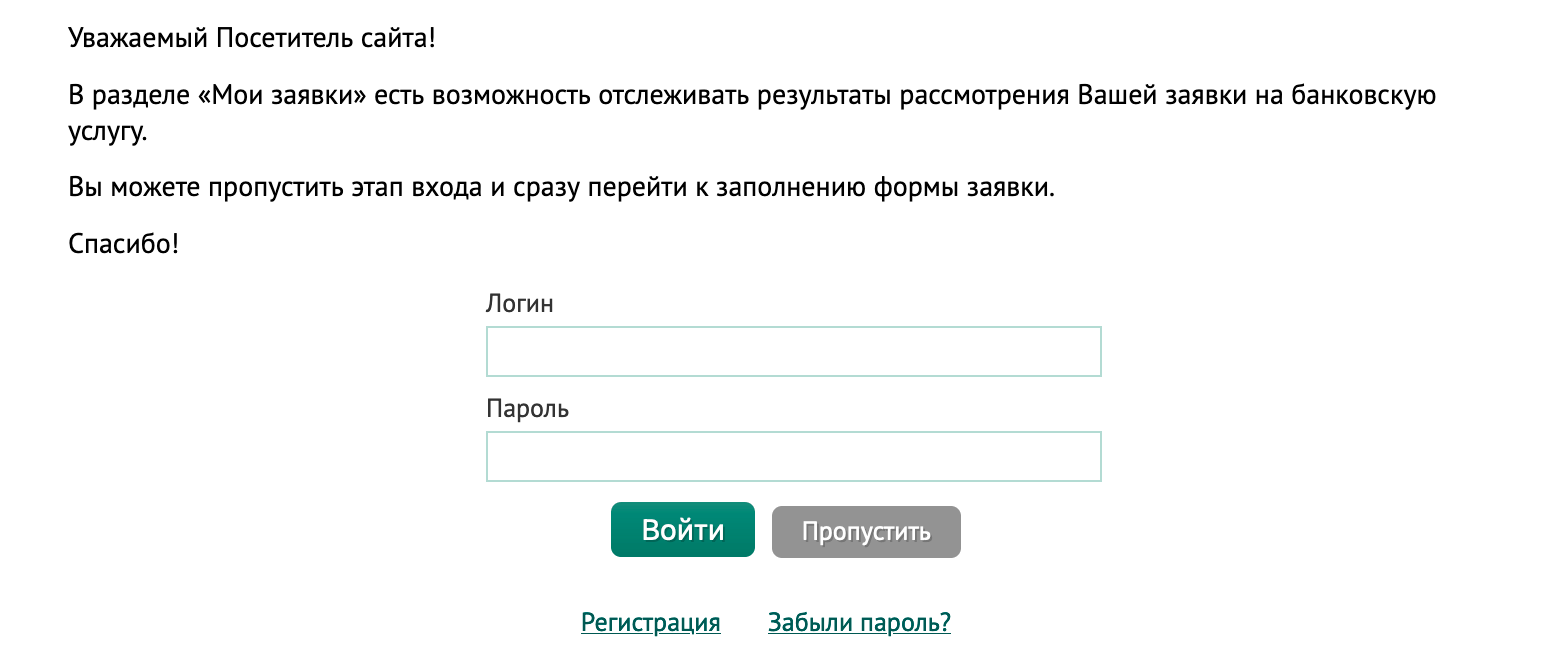 Уважаемый Посетитель сайта!
В разделе «Мои заявки» есть возможность отслеживать результаты рассмотрения Вашей заявки на банковскую
услугу.
Вы можете пропустить этап входа и сразу перейти к заполнению формы заявки.
Спасибо!
Логин
Пароль
Войти Пропустить
Регистрация Забыли пароль?